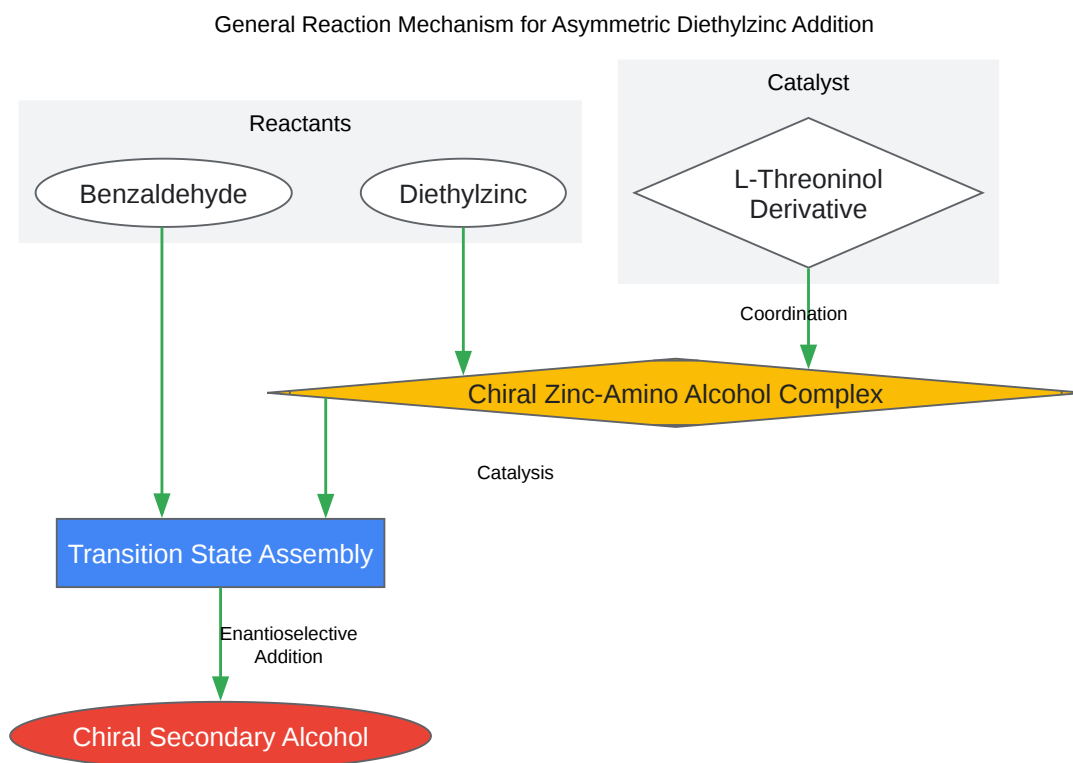 General Reaction Mechanism for Asymmetric Diethylzinc Addition
Catalyst
Reactants
Benzaldehyde
Diethylzinc
L-Threoninol
Derivative
Coordination
Chiral Zinc-Amino Alcohol Complex
Catalysis
Transition State Assembly
Enantioselective
Addition
Chiral Secondary Alcohol